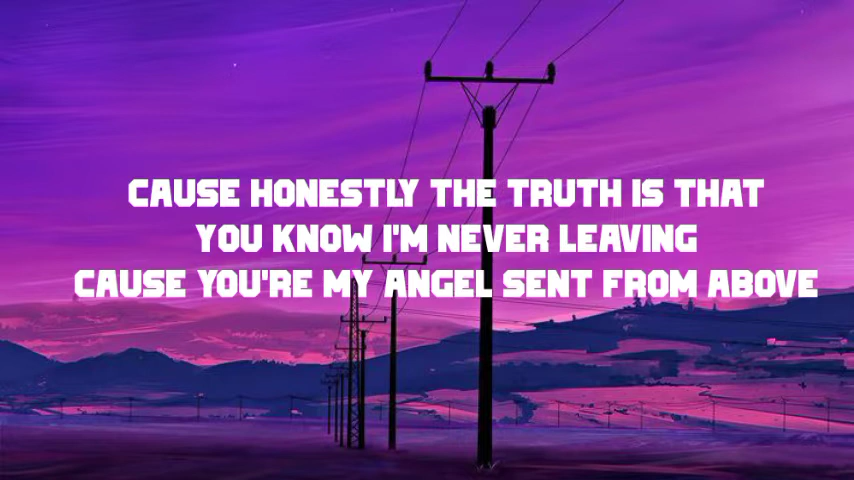 CAUSE HONESTLY THE TRUTH IS THAT
YOU KNOW I'M NEVER LEAVING
CAUSE YOU'RE MY ANGEL SENT FROM ABOVE